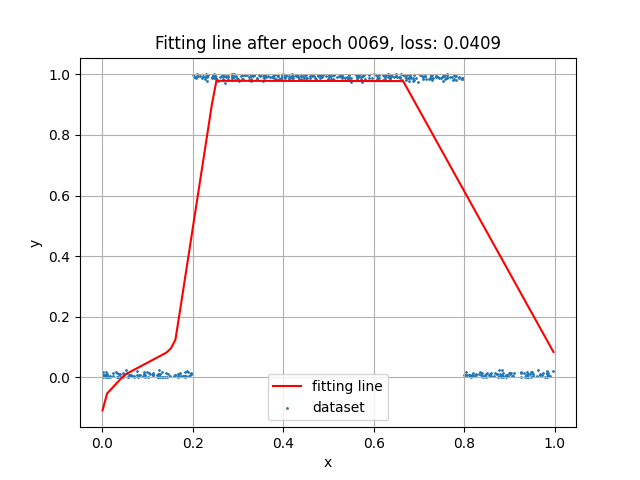 Fitting line after epoch 0069, loss: 0.0409
1.0
0.8
0.6
0.4
0.2
0.0
y
0.0 0.2 0.4 0.6 0.8 1.0
x
fitting line
dataset